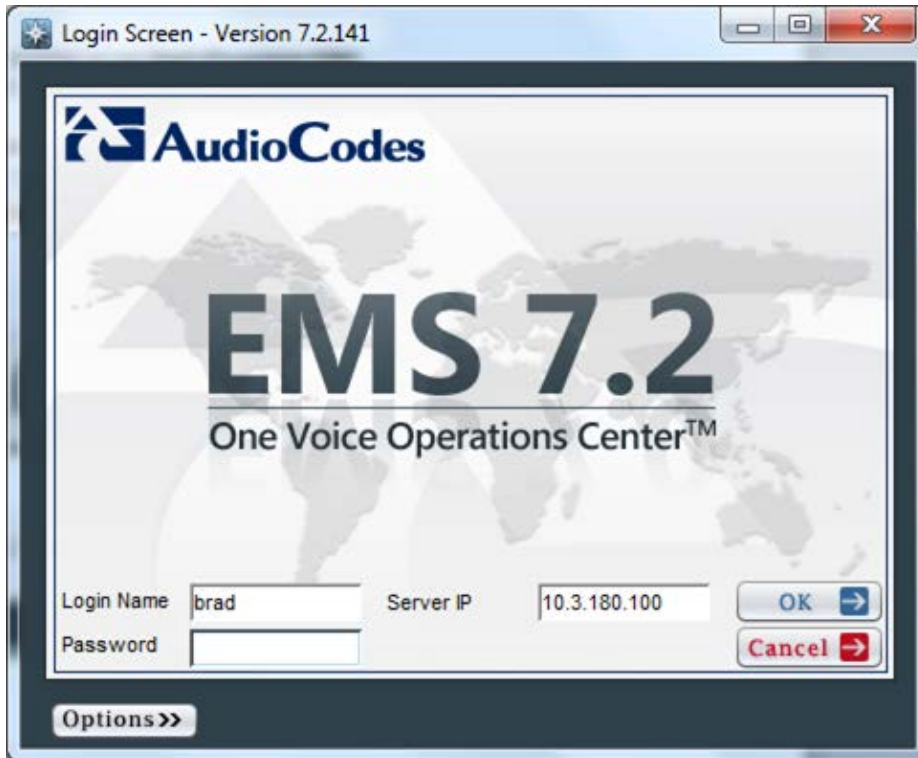 Login Screen - Version 7.2.141
AudioCodes
EMS 7.2
One Voice Operations Center™
Login Name brad Server IP 10.3.180.100 OK
Password Cancel
Options>>